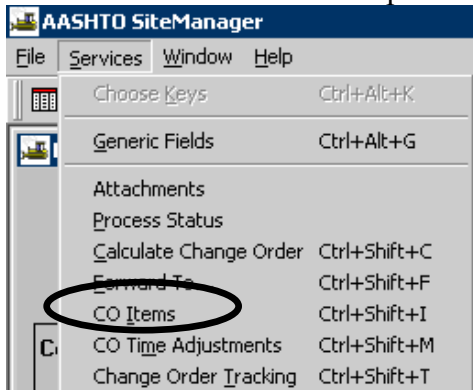 AASHTO SiteManager
File Services Window Help
Choose Keys Ctrl+Alt+K
Generic Fields Ctrl+Alt+G
Attachments
Process Status
Calculate Change Order Ctrl+Shift+C
Forward To Ctrl+Shift+F
CO Items Ctrl+Shift+I
CO Time Adjustments Ctrl+Shift+M
Change Order Tracking Ctrl+Shift+T